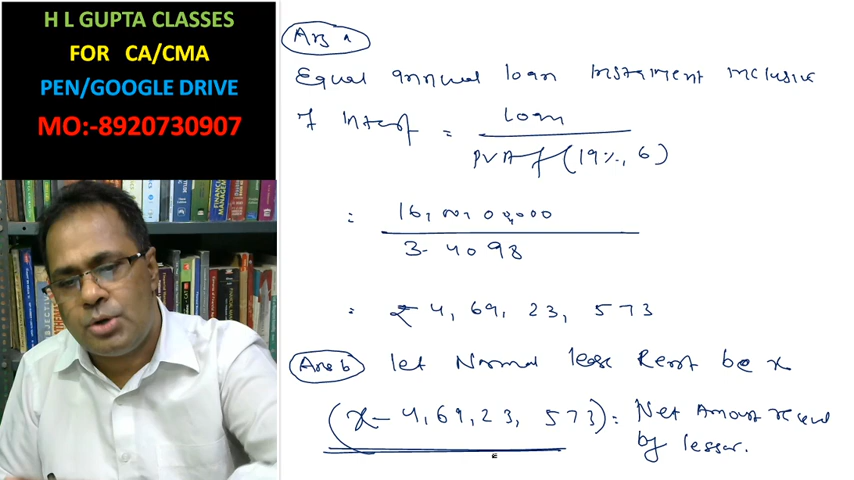 H L GUPTA CLASSES
FOR CA/CMA
PEN/GOOGLE DRIVE
MO:-8920730907
Ans 1
Equal annual loan instalment inclusive
of Interest = Loan
PVAF (19%, 6)
= 16,00,00,000
3.4098
= ₹ 4,69,23,573
Ans b let Normal lease Rent be x
(x - 4,69,23,573) = Net Amount received
by lessor.